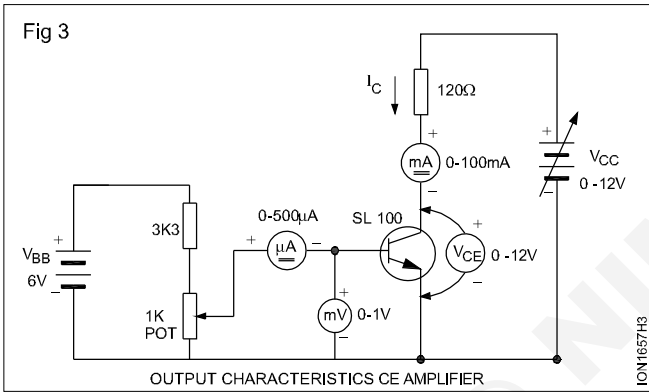 Fig 3
I_C
120Ω
+
+
mA
0-100mA
−
V_CC
0-12V
−
3K3
0-500µA
SL 100
+
+
µA
−
V_CE
0-12V
−
V_BB
+
6V
−
1K
POT
+
mV
0-1V
−
OUTPUT CHARACTERISTICS CE AMPLIFIER
ION1657H3